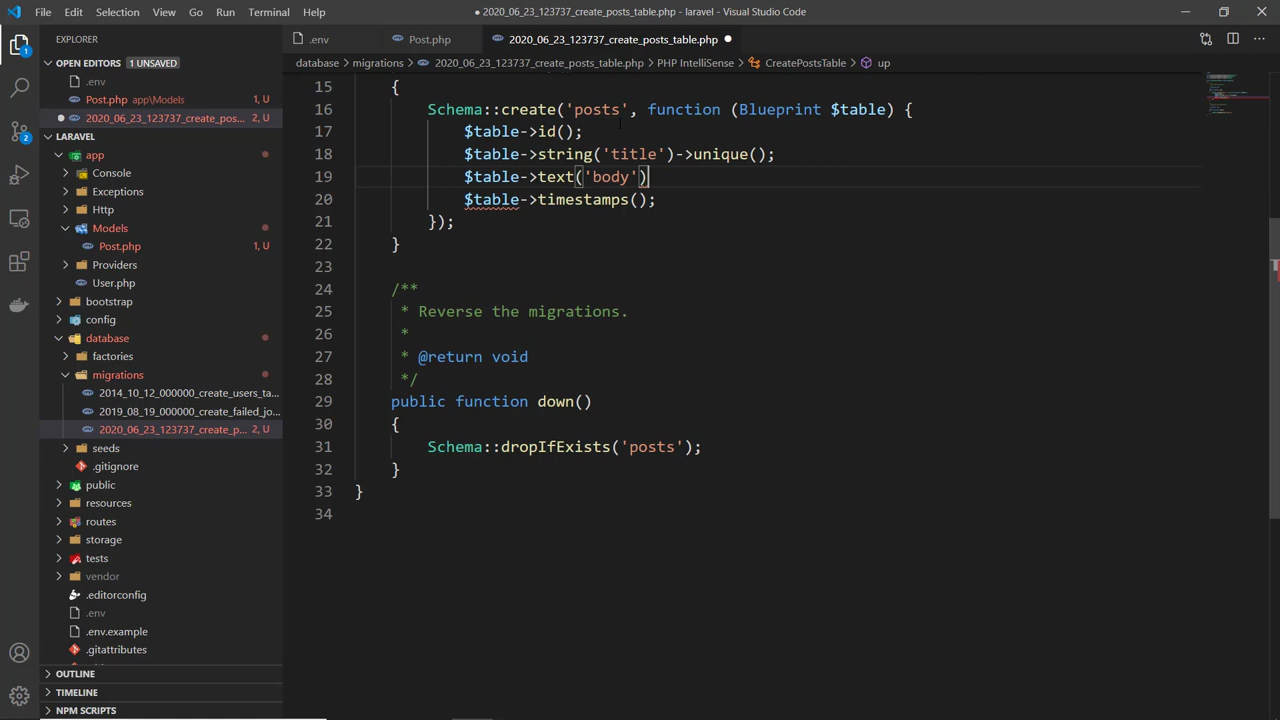 File Edit Selection View Go Run Terminal Help
● 2020_06_23_123737_create_posts_table.php - laravel - Visual Studio Code
EXPLORER
.env
Post.php
2020_06_23_123737_create_posts_table.php
OPEN EDITORS 1 UNSAVED
database > migrations > 2020_06_23_123737_create_posts_table.php > PHP IntelliSense > CreatePostsTable > up
.env
Post.php app\Models 1, U
2020_06_23_123737_create_pos... 2, U
LARAVEL
app
Console
Exceptions
Http
Models
Post.php 1, U
Providers
User.php
bootstrap
config
database
factories
migrations
2014_10_12_000000_create_users_ta...
2019_08_19_000000_create_failed_jo...
2020_06_23_123737_create_p... 2, U
seeds
.gitignore
public
resources
routes
storage
tests
vendor
.editorconfig
.env
.env.example
.gitattributes
OUTLINE
TIMELINE
NPM SCRIPTS
1
15 {
16 Schema::create('posts', function (Blueprint $table) {
17 $table->id();
18 $table->string('title')->unique();
19 $table->text('body')
20 $table->timestamps();
21 });
22 }
23
24 /**
25 * Reverse the migrations.
26 *
27 * @return void
28 */
29 public function down()
30 {
31 Schema::dropIfExists('posts');
32 }
33 }
34